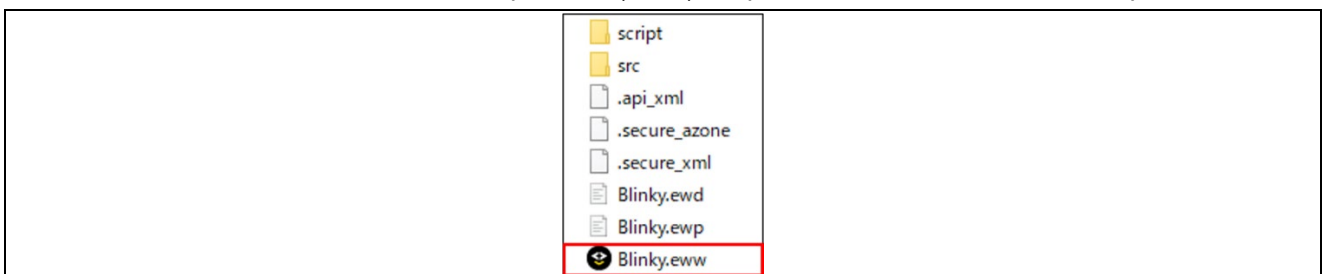 script
src
.api_xml
.secure_azone
.secure_xml
Blinky.ewd
Blinky.ewp
Blinky.eww